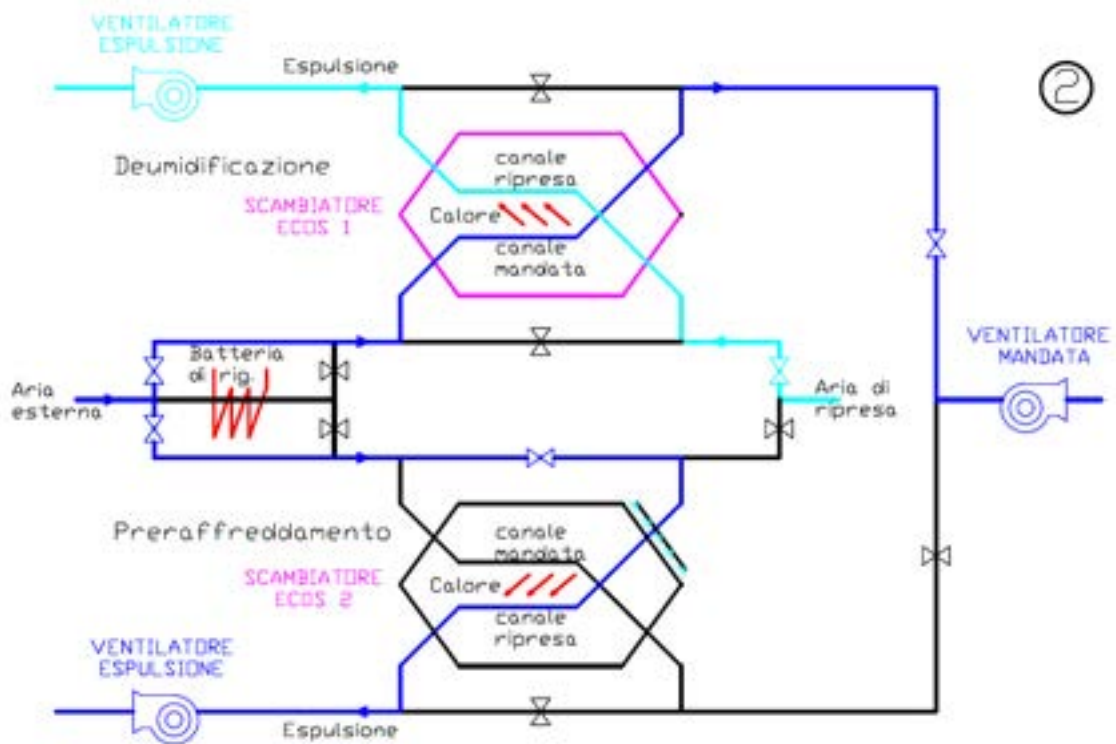 VENTILATORE
ESPULSIONE
Espulsione
2
Deumidificazione
canale
ripresa
SCAMBIATORE
ECOS 1
Calore
canale
mandata
Batteria
di rig.
VENTILATORE
MANDATA
Aria
esterna
Aria di
ripresa
Preraffreddamento
canale
mandata
SCAMBIATORE
ECOS 2
Calore
canale
ripresa
VENTILATORE
ESPULSIONE
Espulsione